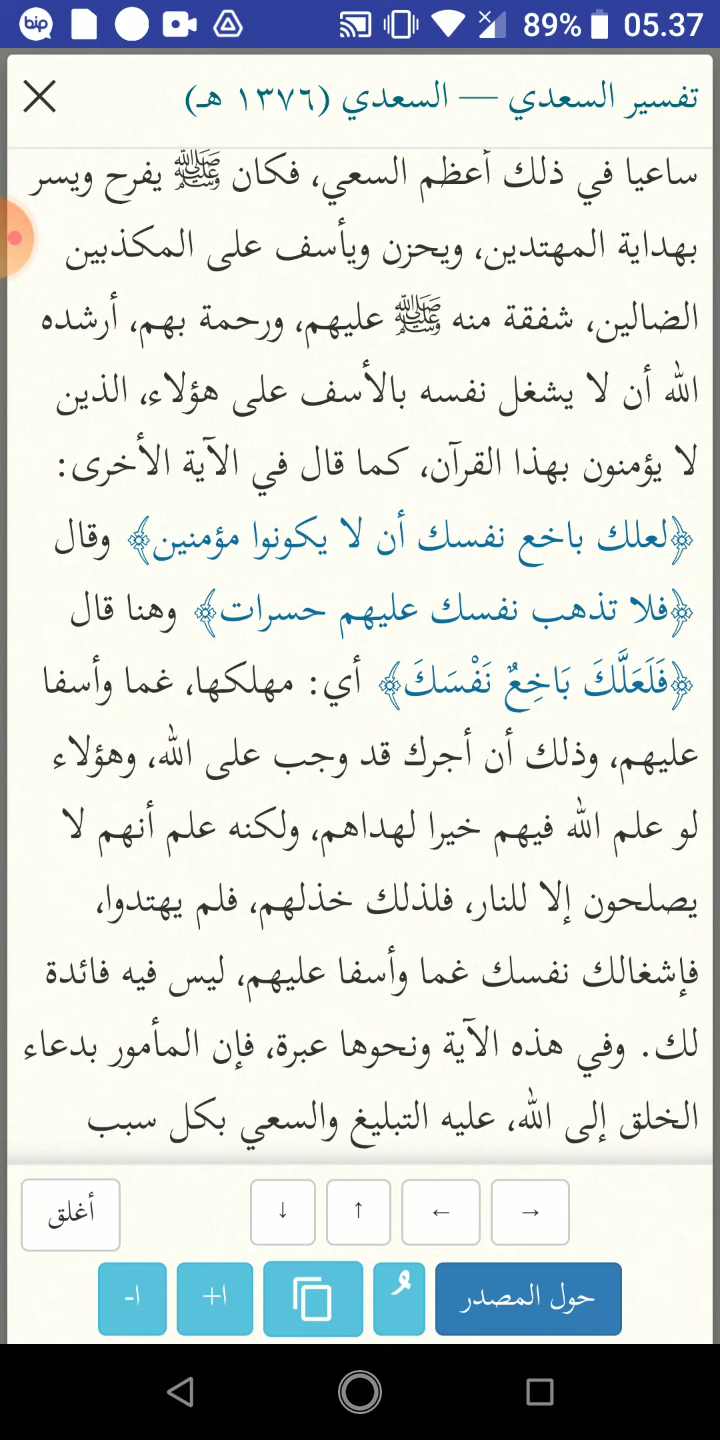 bip 89% 05.37
تفسير السعدي — السعدي (١٣٧٦ هـ)
ساعيا في ذلك أعظم السعي، فكان ﷺ يفرح ويسر
بهداية المهتدين، ويحزن ويأسف على المكذبين
الضالين، شفقة منه ﷺ عليهم، ورحمة بهم، أرشده
الله أن لا يشغل نفسه بالأسف على هؤلاء، الذين
لا يؤمنون بهذا القرآن، كما قال في الآية الأخرى:
﴿لعلك باخع نفسك أن لا يكونوا مؤمنين﴾ وقال
﴿فلا تذهب نفسك عليهم حسرات﴾ وهنا قال
﴿فَلَعَلَّكَ بَاخِعٌ نَفْسَكَ﴾ أي: مهلكها، غما وأسفا
عليهم، وذلك أن أجرك قد وجب على الله، وهؤلاء
لو علم الله فيهم خيرا لهداهم، ولكنه علم أنهم لا
يصلحون إلا للنار، فلذلك خذلهم، فلم يهتدوا،
فإشغالك نفسك غما وأسفا عليهم، ليس فيه فائدة
لك. وفي هذه الآية ونحوها عبرة، فإن المأمور بدعاء
الخلق إلى الله، عليه التبليغ والسعي بكل سبب
→ ← ↑ ↓ أغلق
حول المصدر ا+ ا-